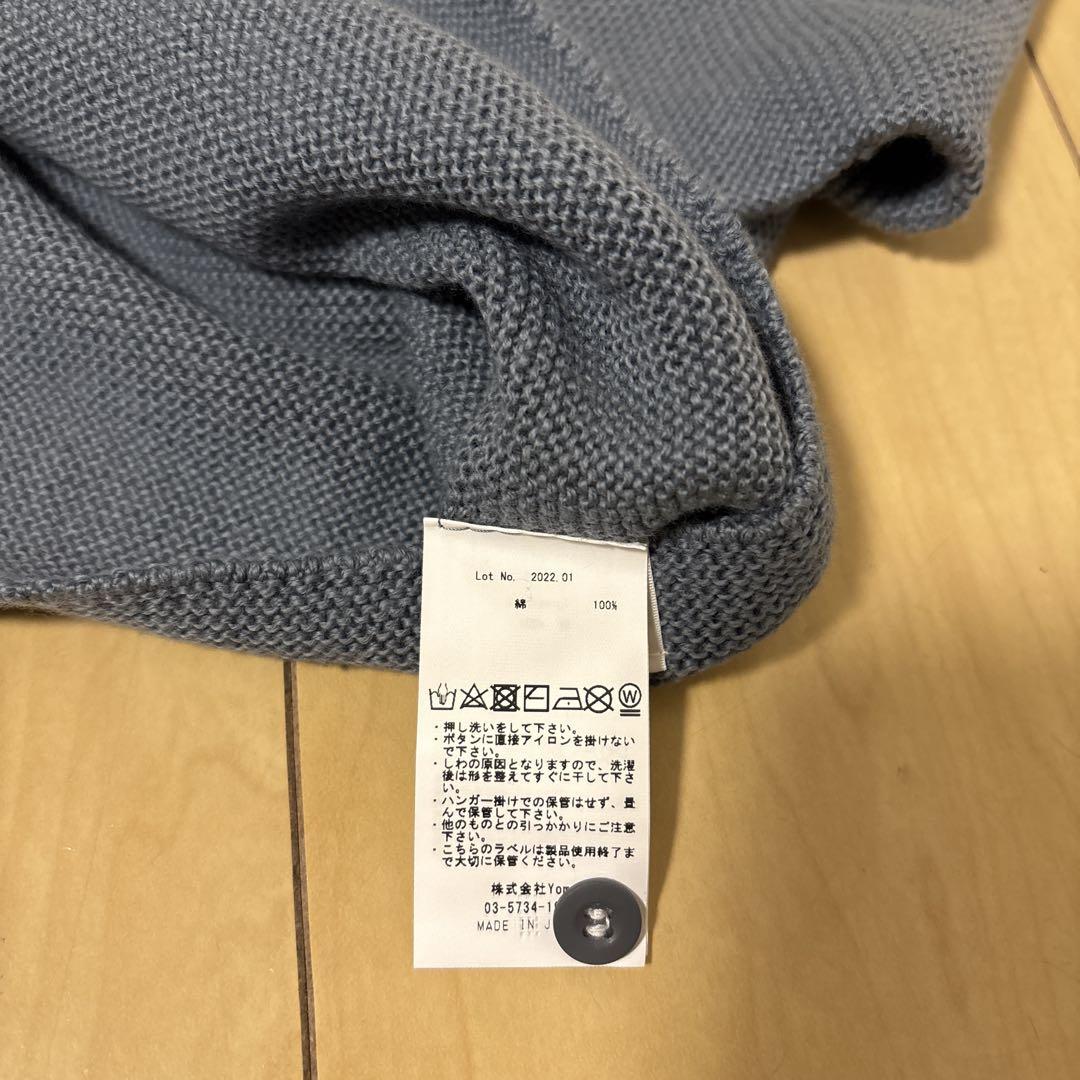 Lot No. 2022.01
綿 100%
W
・押し洗いをして下さい。
・ボタンに直接アイロンを掛けない
で下さい。
・しわの原因となりますので、洗濯
後は形を整えてすぐに干して下さ
い。
・ハンガー掛けでの保管はせず、畳
んで保管して下さい。
・他のものとの引っかかりにご注意
下さい。
・こちらのラベルは製品使用終了ま
で大切に保管ください。
株式会社Yom
03-5734-1
MADE IN J